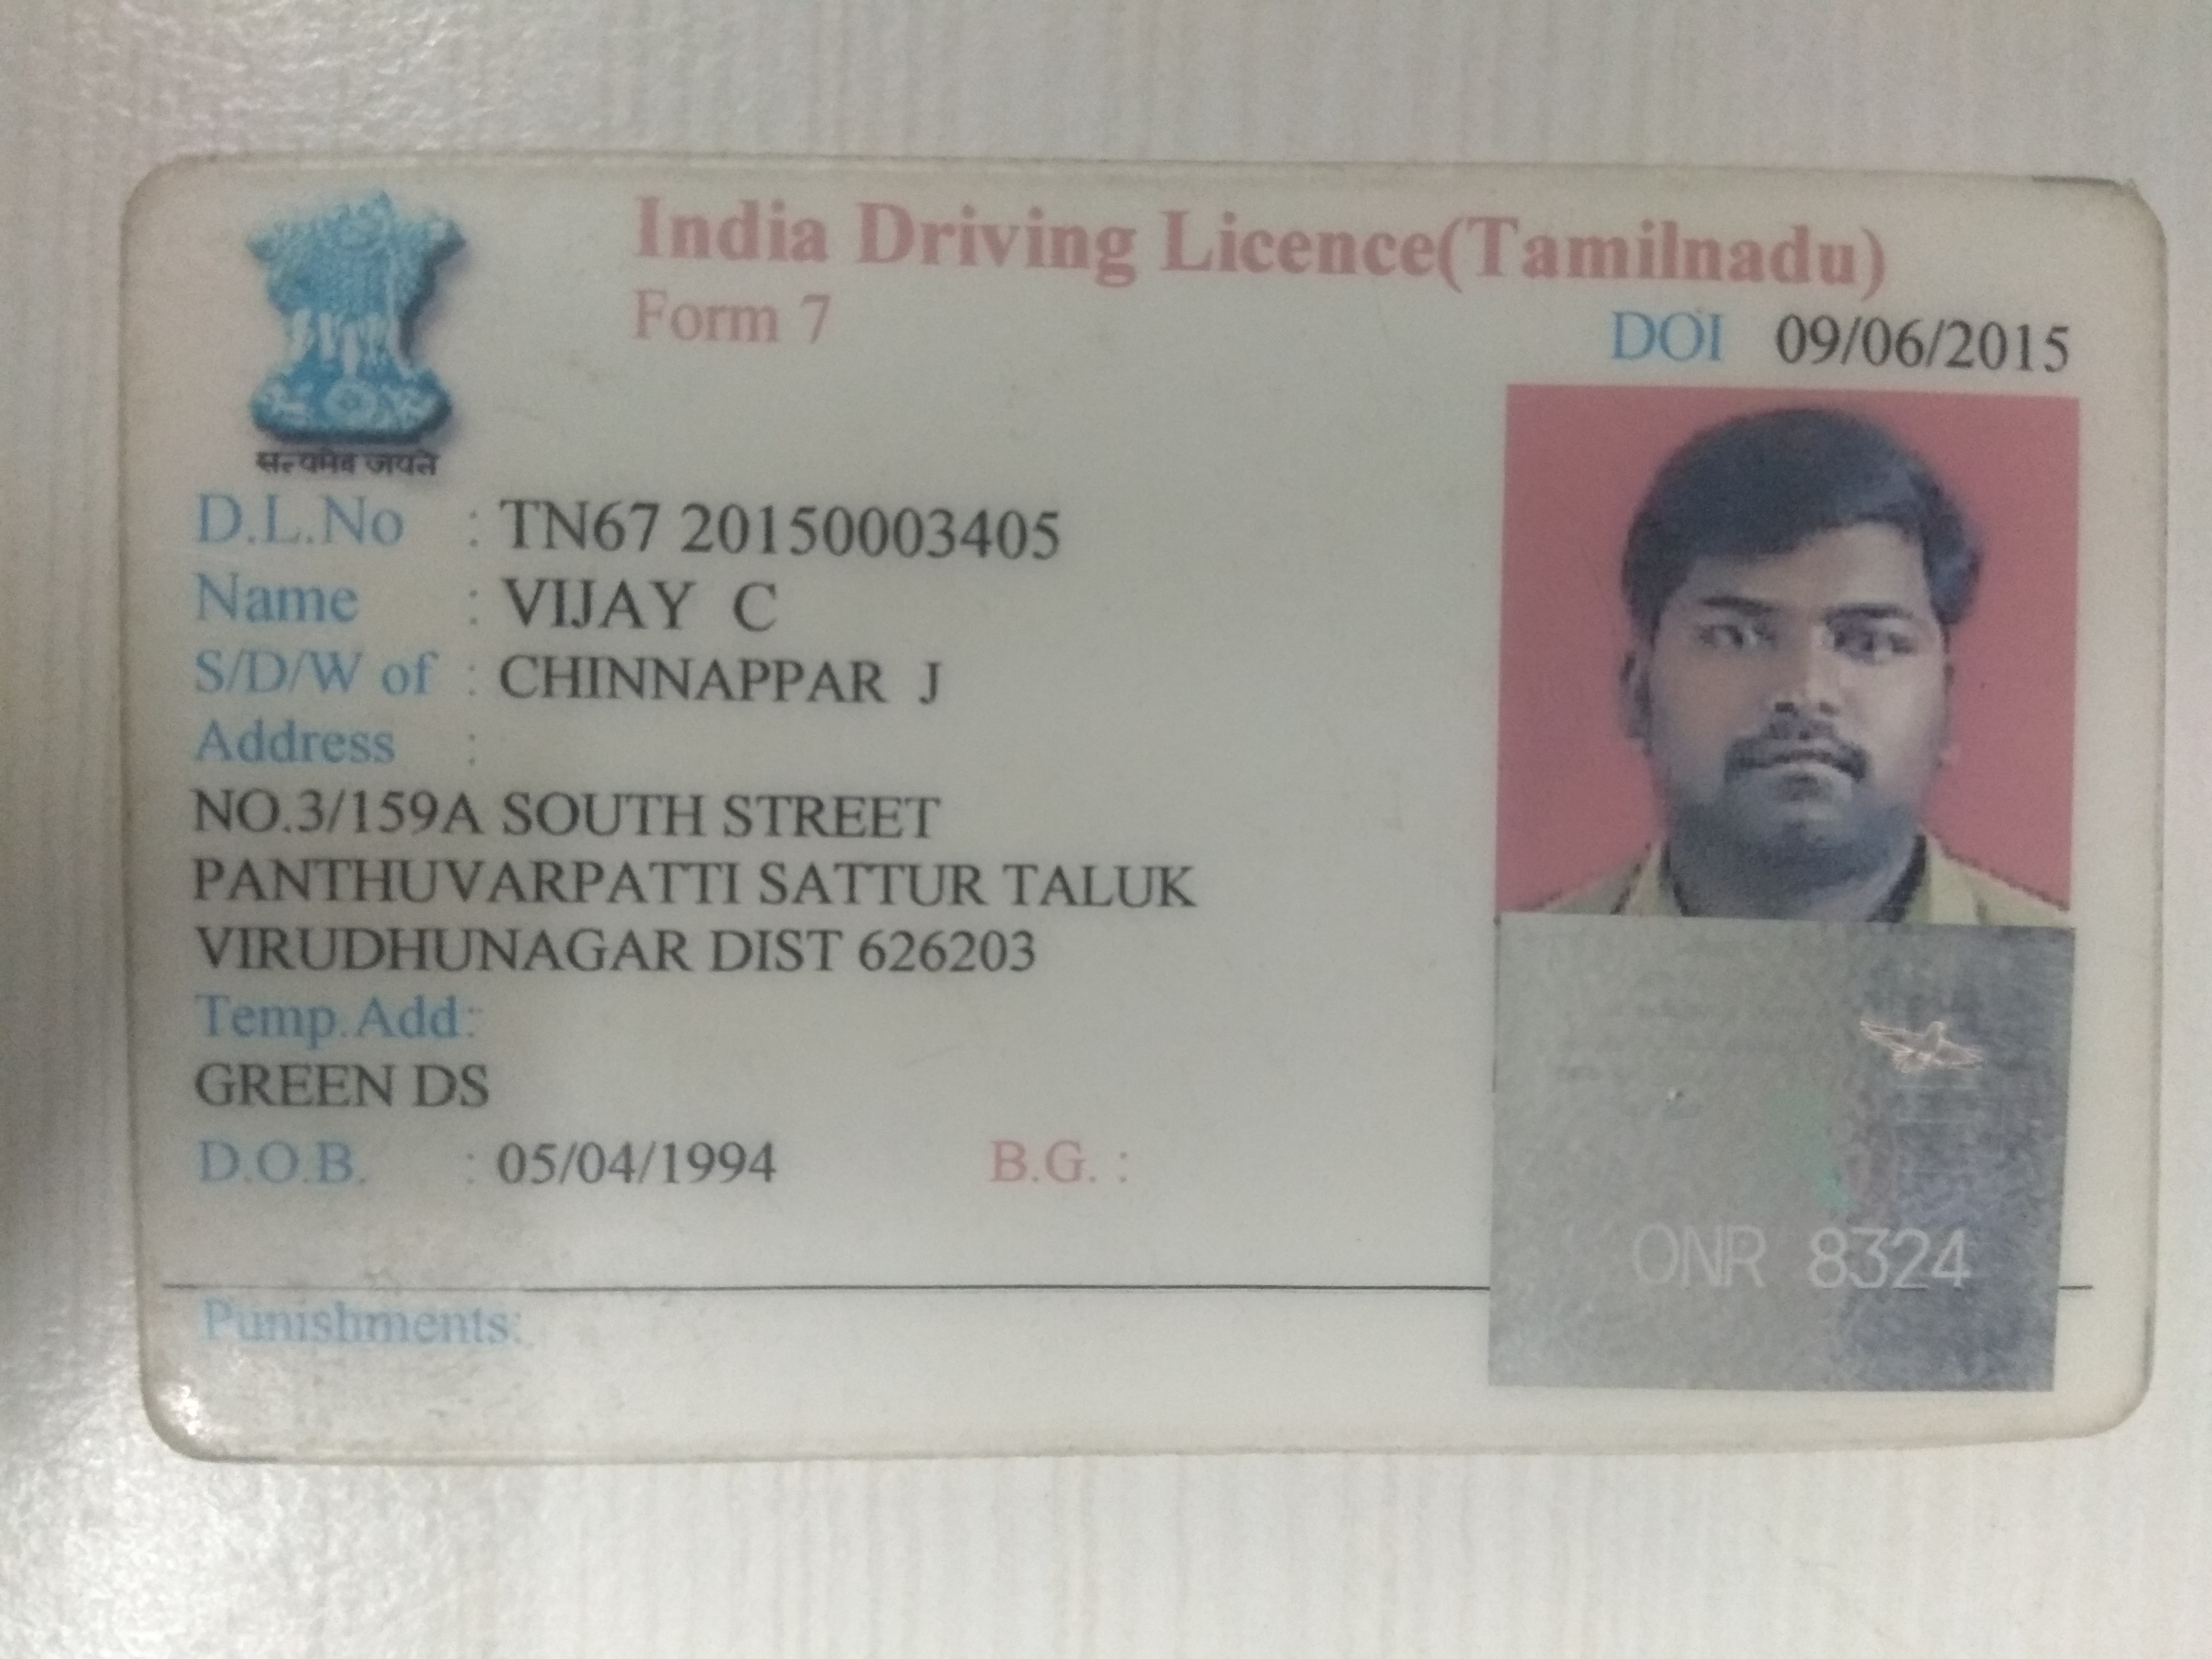 India Driving Licence(Tamilnadu)
Form 7
DOI 09/06/2015
सत्यमेव जयते
D.L.No : TN67 20150003405
Name : VIJAY C
S/D/W of : CHINNAPPAR J
Address :
NO.3/159A SOUTH STREET
PANTHUVARPATTI SATTUR TALUK
VIRUDHUNAGAR DIST 626203
Temp.Add:
GREEN DS
D.O.B. : 05/04/1994 B.G. :
ONR 8324
Punishments: